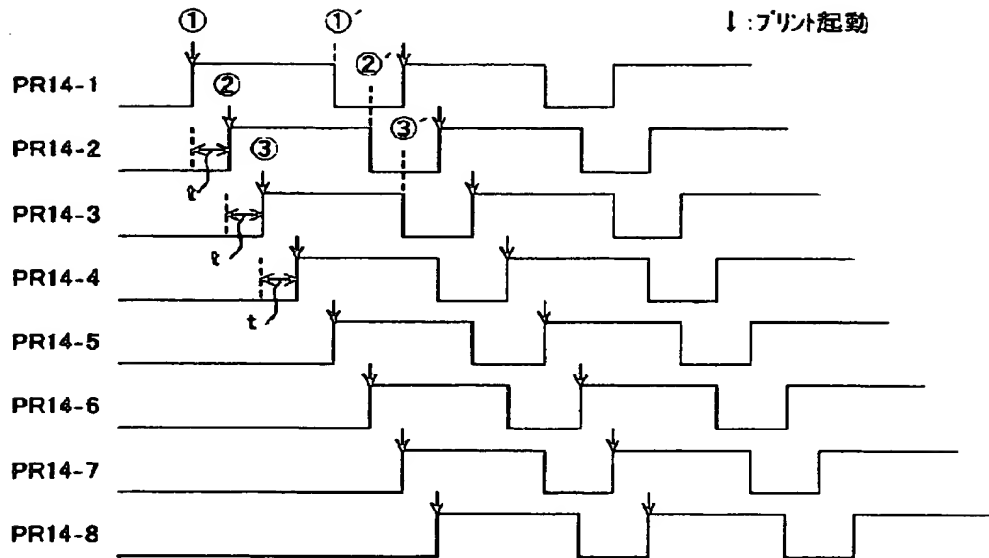 ① ①´ ↓:プリント起動
PR14-1 ② ②´
PR14-2 ③ ③´
t
PR14-3
t
PR14-4
t
PR14-5
PR14-6
PR14-7
PR14-8